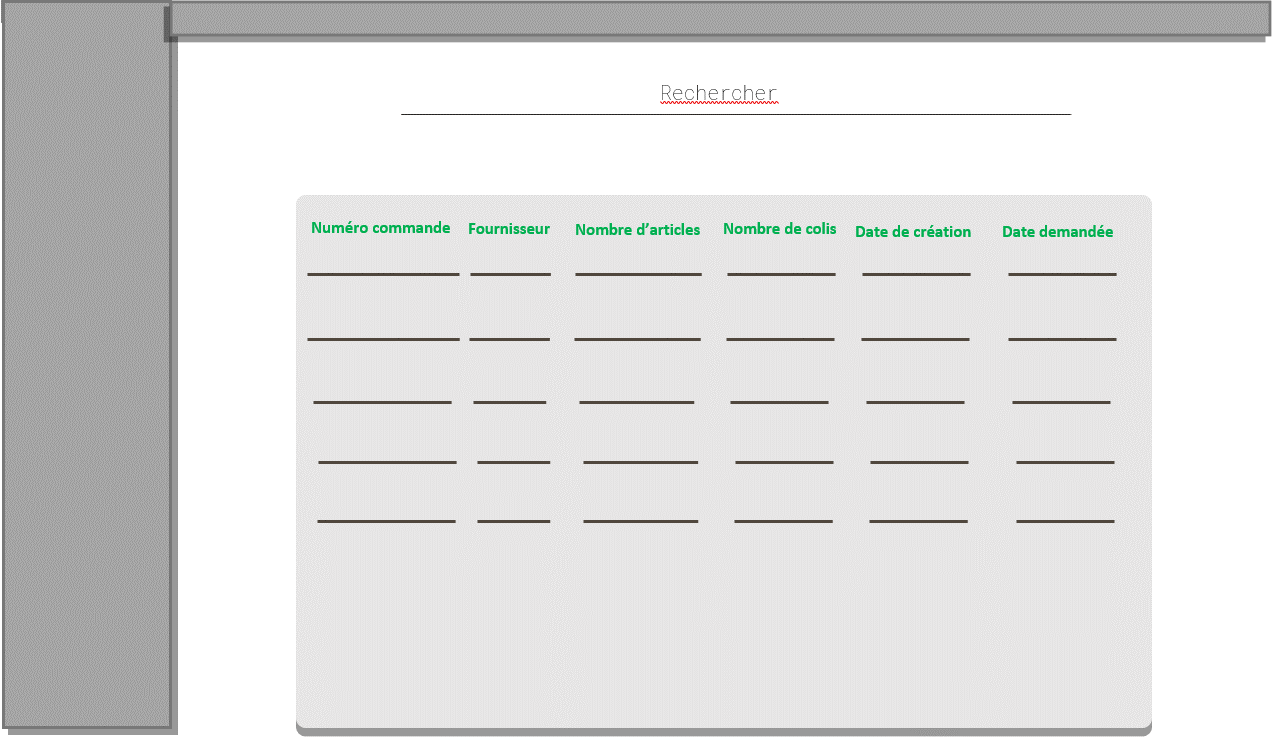 Rechercher
Numéro commande Fournisseur Nombre d’articles Nombre de colis Date de création Date demandée